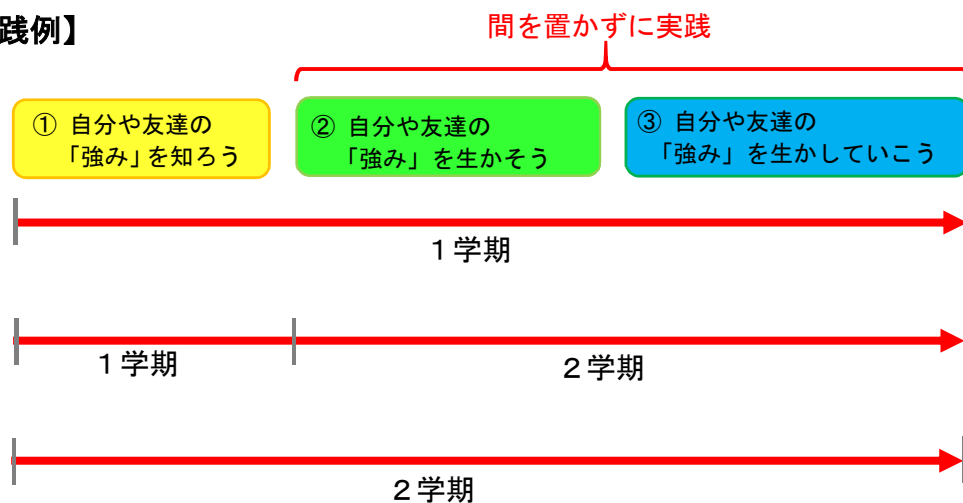 践例】
間を置かずに実践
① 自分や友達の
「強み」を知ろう
② 自分や友達の
「強み」を生かそう
③ 自分や友達の
「強み」を生かしていこう
１学期
１学期
２学期
２学期